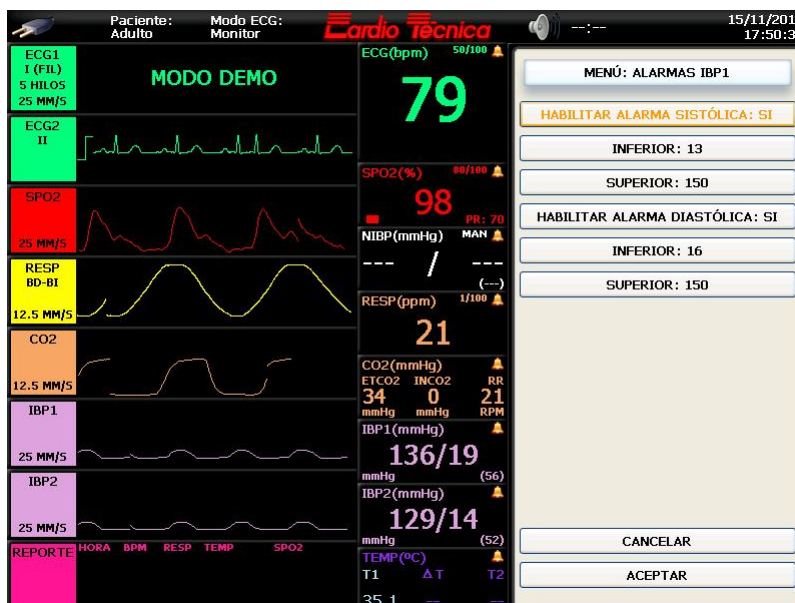 Paciente:
Adulto
Modo ECG:
Monitor
Cardio Técnica
--:--
15/11/201
17:50:3
ECG1
I (FIL)
5 HILOS
25 MM/S
MODO DEMO
ECG2
II
SPO2
25 MM/S
RESP
BD-BI
12.5 MM/S
CO2
12.5 MM/S
IBP1
25 MM/S
IBP2
25 MM/S
REPORTE
HORA BPM RESP TEMP SPO2
ECG(bpm) 50/100
79
SPO2(%) 80/100
98
PR: 70
NIBP(mmHg) MAN
--- / ---
(---)
RESP(ppm) 1/100
21
CO2(mmHg)
ETCO2 INCO2 RR
34 0 21
mmHg mmHg RPM
IBP1(mmHg)
136/19
mmHg (56)
IBP2(mmHg)
129/14
mmHg (52)
TEMP(ºC)
T1 ΔT T2
35.1 -- --
MENÚ: ALARMAS IBP1
HABILITAR ALARMA SISTÓLICA: SI
INFERIOR: 13
SUPERIOR: 150
HABILITAR ALARMA DIASTÓLICA: SI
INFERIOR: 16
SUPERIOR: 150
CANCELAR
ACEPTAR